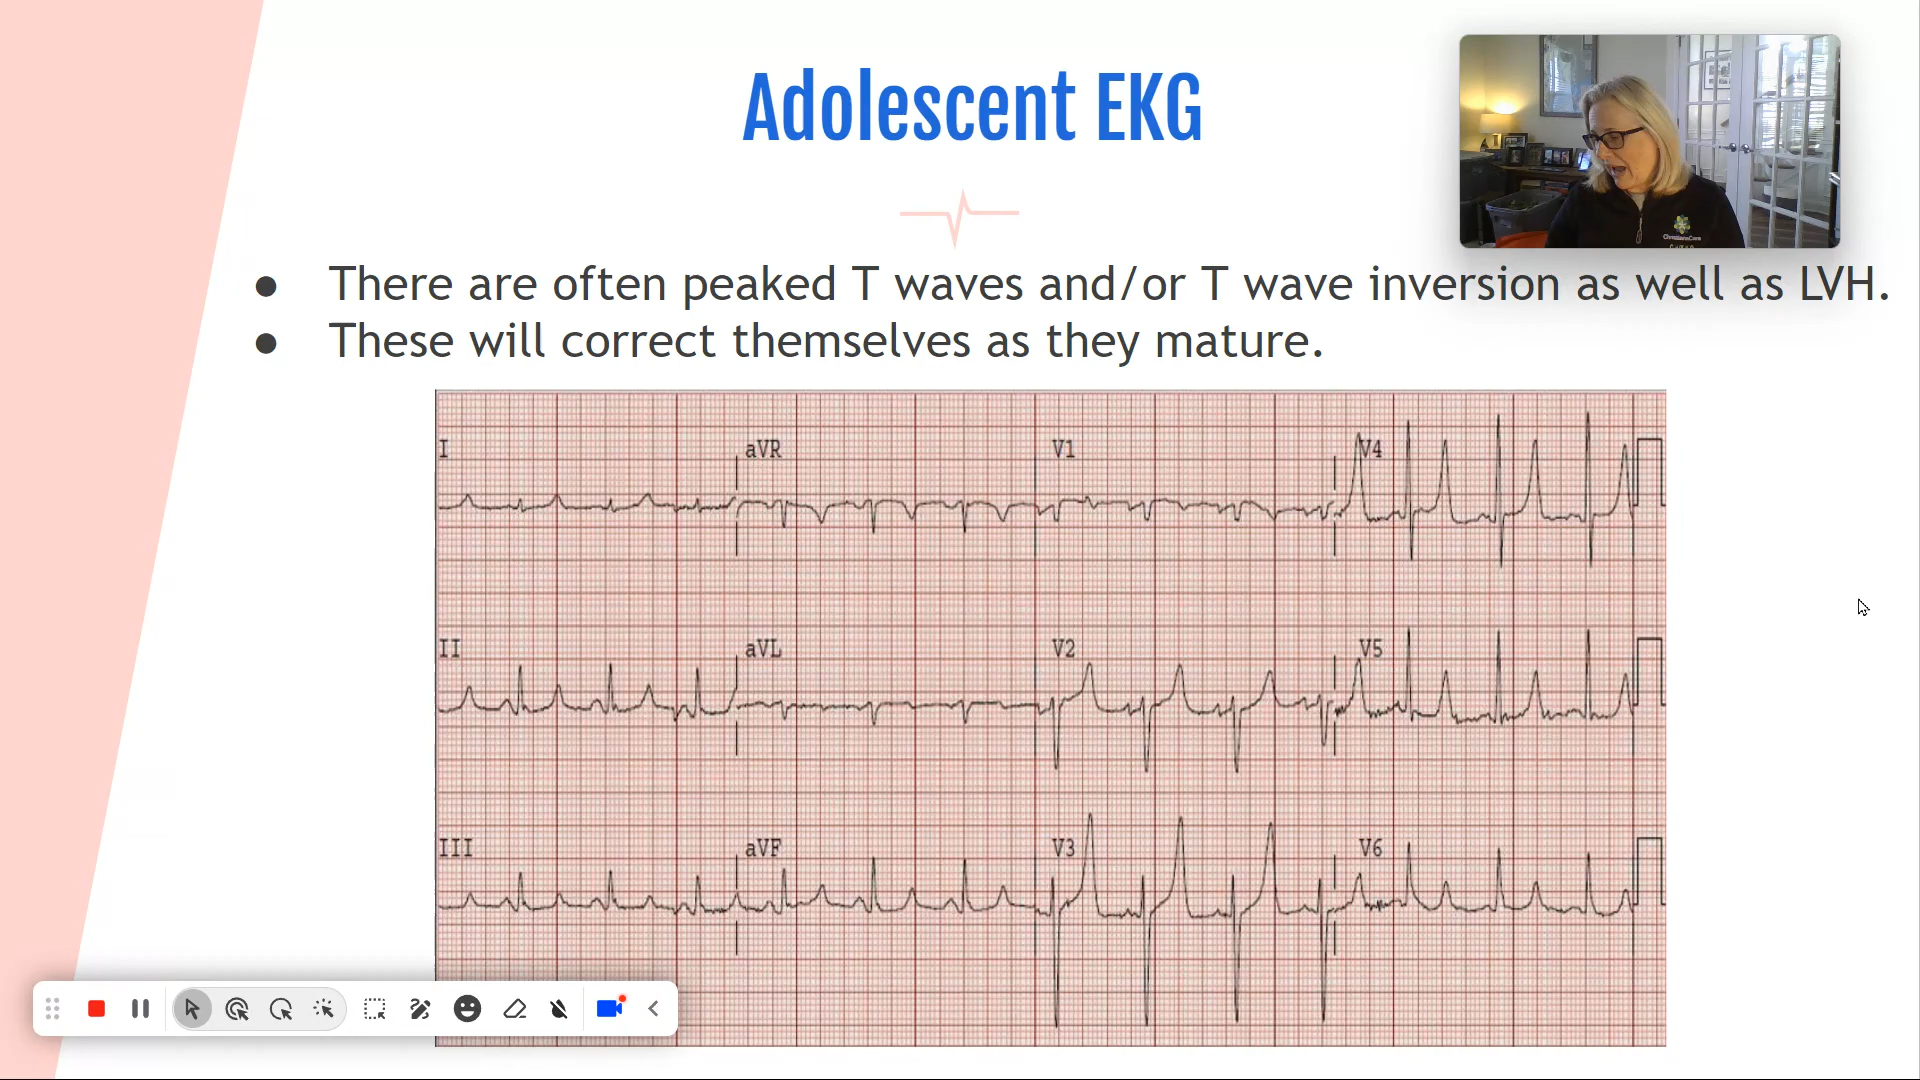 Adolescent EKG
ChristianaCare
● There are often peaked T waves and/or T wave inversion as well as LVH.
● These will correct themselves as they mature.
I aVR V1 V4
II aVL V2 V5
III aVF V3 V6